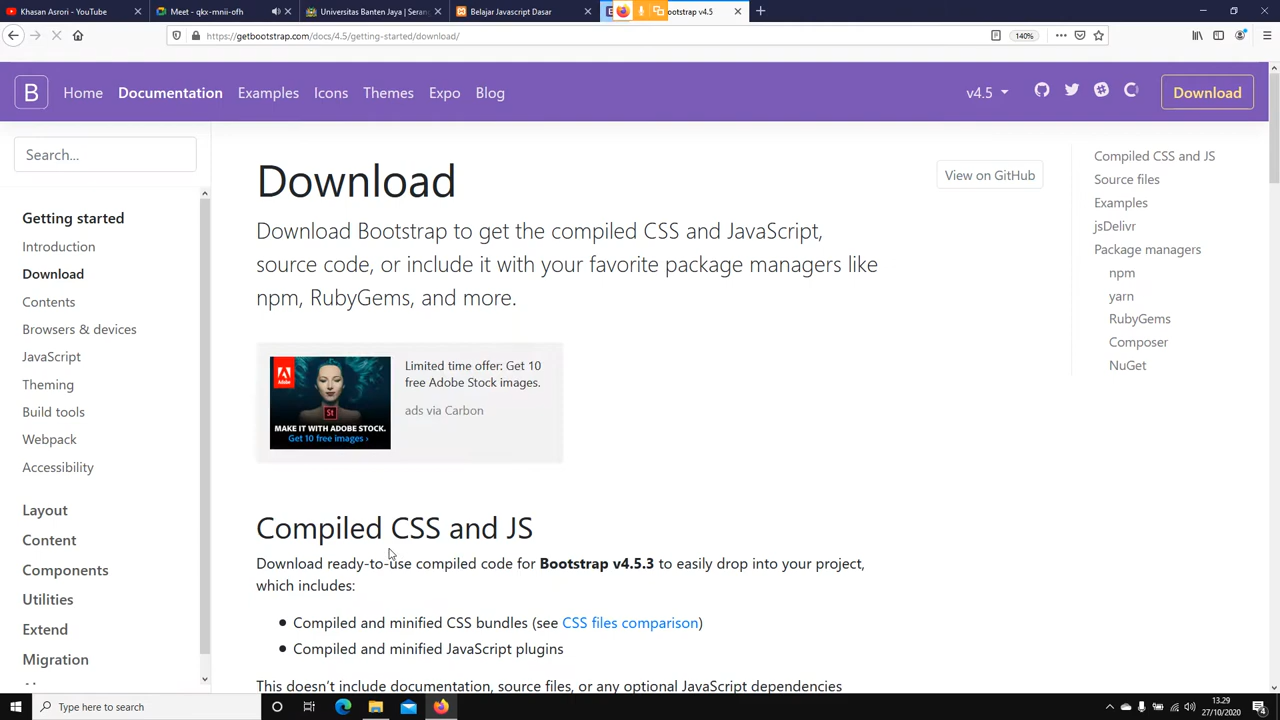 Khasan Asrori - YouTube
Meet - qkx-mnii-ofh
Universitas Banten Jaya | Seran
Belajar Javascript Dasar
ootstrap v4.5
https://getbootstrap.com/docs/4.5/getting-started/download/
140%
B
Home
Documentation
Examples
Icons
Themes
Expo
Blog
v4.5
Download
Search...
Getting started
Introduction
Download
Contents
Browsers & devices
JavaScript
Theming
Build tools
Webpack
Accessibility
Layout
Content
Components
Utilities
Extend
Migration
Download
View on GitHub
Download Bootstrap to get the compiled CSS and JavaScript,
source code, or include it with your favorite package managers like
npm, RubyGems, and more.
Adobe
St
MAKE IT WITH ADOBE STOCK.
Get 10 free images ›
Limited time offer: Get 10
free Adobe Stock images.
ads via Carbon
Compiled CSS and JS
Download ready-to-use compiled code for Bootstrap v4.5.3 to easily drop into your project,
which includes:
Compiled and minified CSS bundles (see CSS files comparison)
Compiled and minified JavaScript plugins
This doesn't include documentation, source files, or any optional JavaScript dependencies
Compiled CSS and JS
Source files
Examples
jsDelivr
Package managers
npm
yarn
RubyGems
Composer
NuGet
Type here to search
13.29
27/10/2020
4